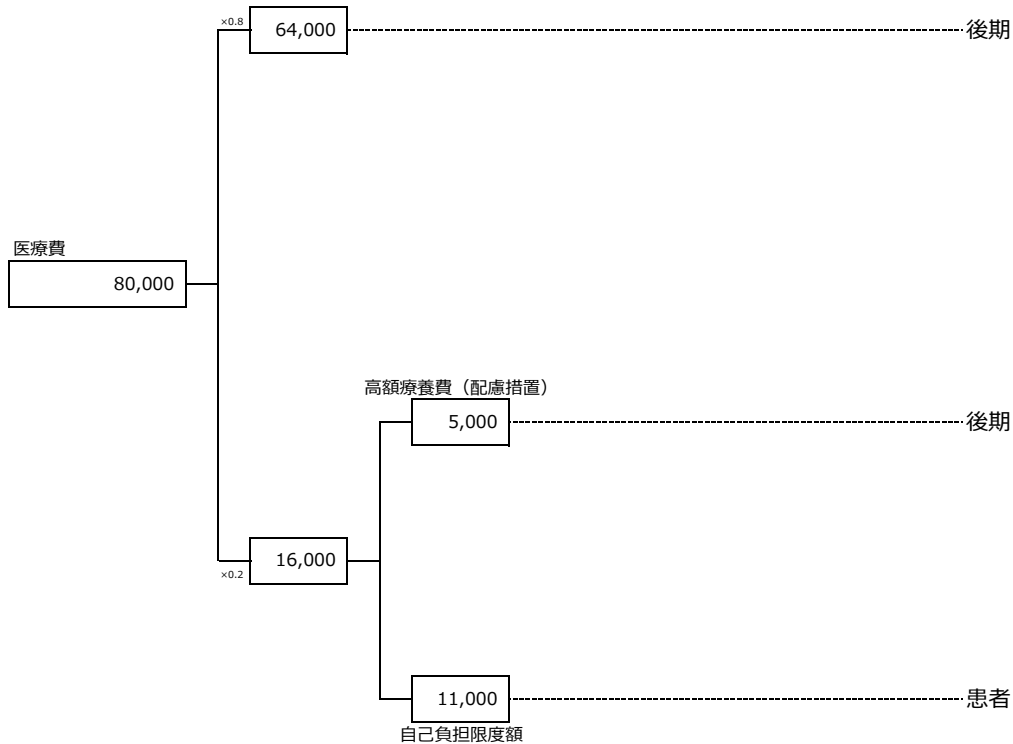 ×0.8
64,000
後期
医療費
80,000
高額療養費（配慮措置）
5,000
後期
16,000
×0.2
11,000
患者
自己負担限度額